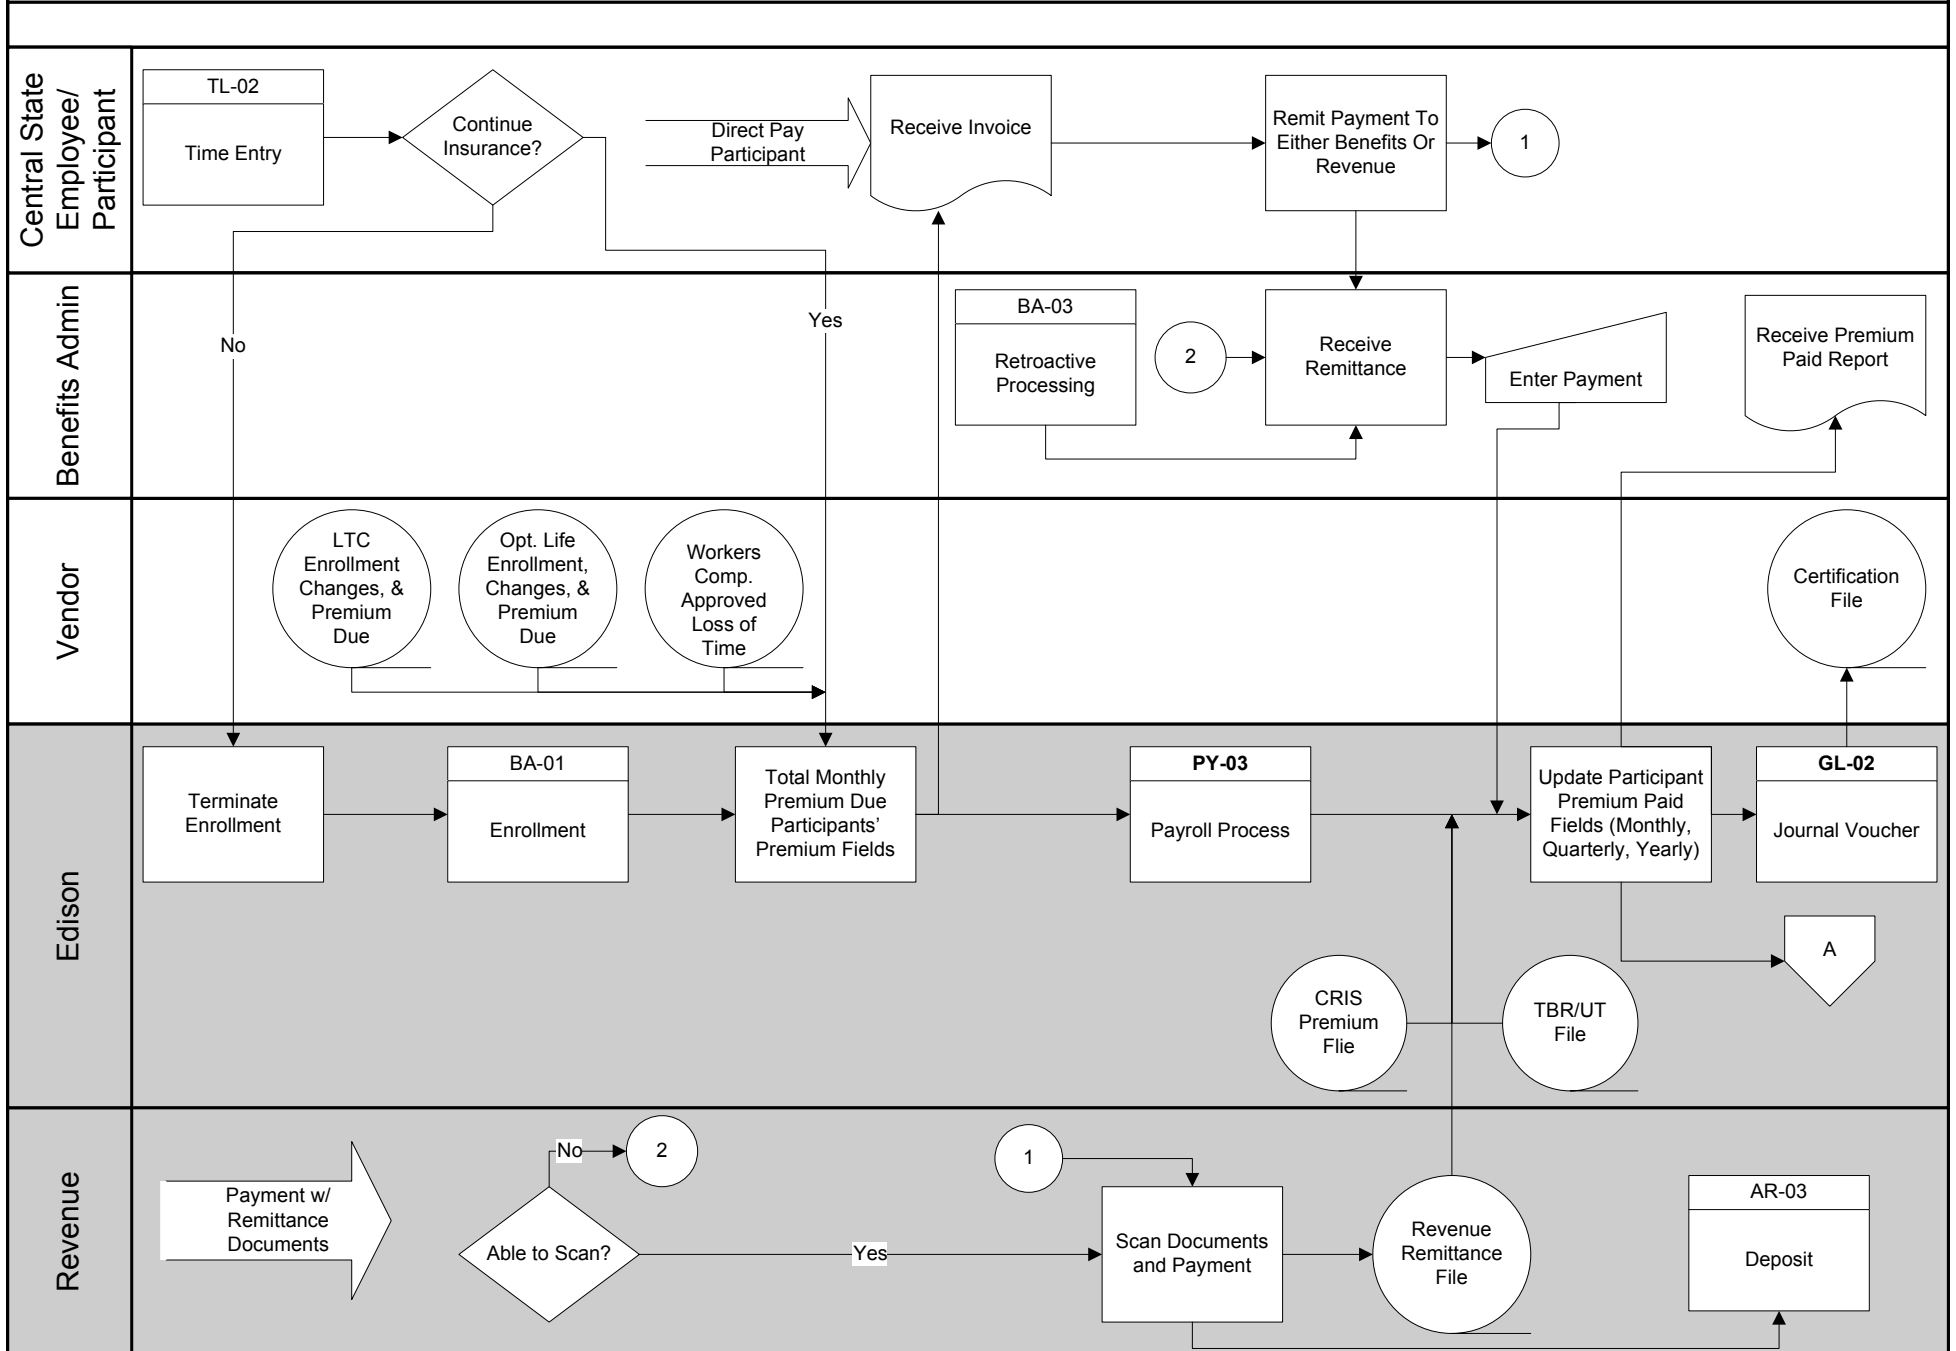 Central State
Employee/
Participant
TL-02
Time Entry
Continue
Insurance?
Direct Pay
Participant
Receive Invoice
Remit Payment To
Either Benefits Or
Revenue
1
Benefits Admin
No
Yes
BA-03
Retroactive
Processing
2
Receive
Remittance
Enter Payment
Receive Premium
Paid Report
Vendor
LTC
Enrollment
Changes, &
Premium
Due
Opt. Life
Enrollment,
Changes, &
Premium
Due
Workers
Comp.
Approved
Loss of
Time
Certification
File
Edison
Terminate
Enrollment
BA-01
Enrollment
Total Monthly
Premium Due
Participants’
Premium Fields
PY-03
Payroll Process
Update Participant
Premium Paid
Fields (Monthly,
Quarterly, Yearly)
GL-02
Journal Voucher
A
CRIS
Premium
Flie
TBR/UT
File
Revenue
Payment w/
Remittance
Documents
Able to Scan?
No
2
Yes
1
Scan Documents
and Payment
Revenue
Remittance
File
AR-03
Deposit